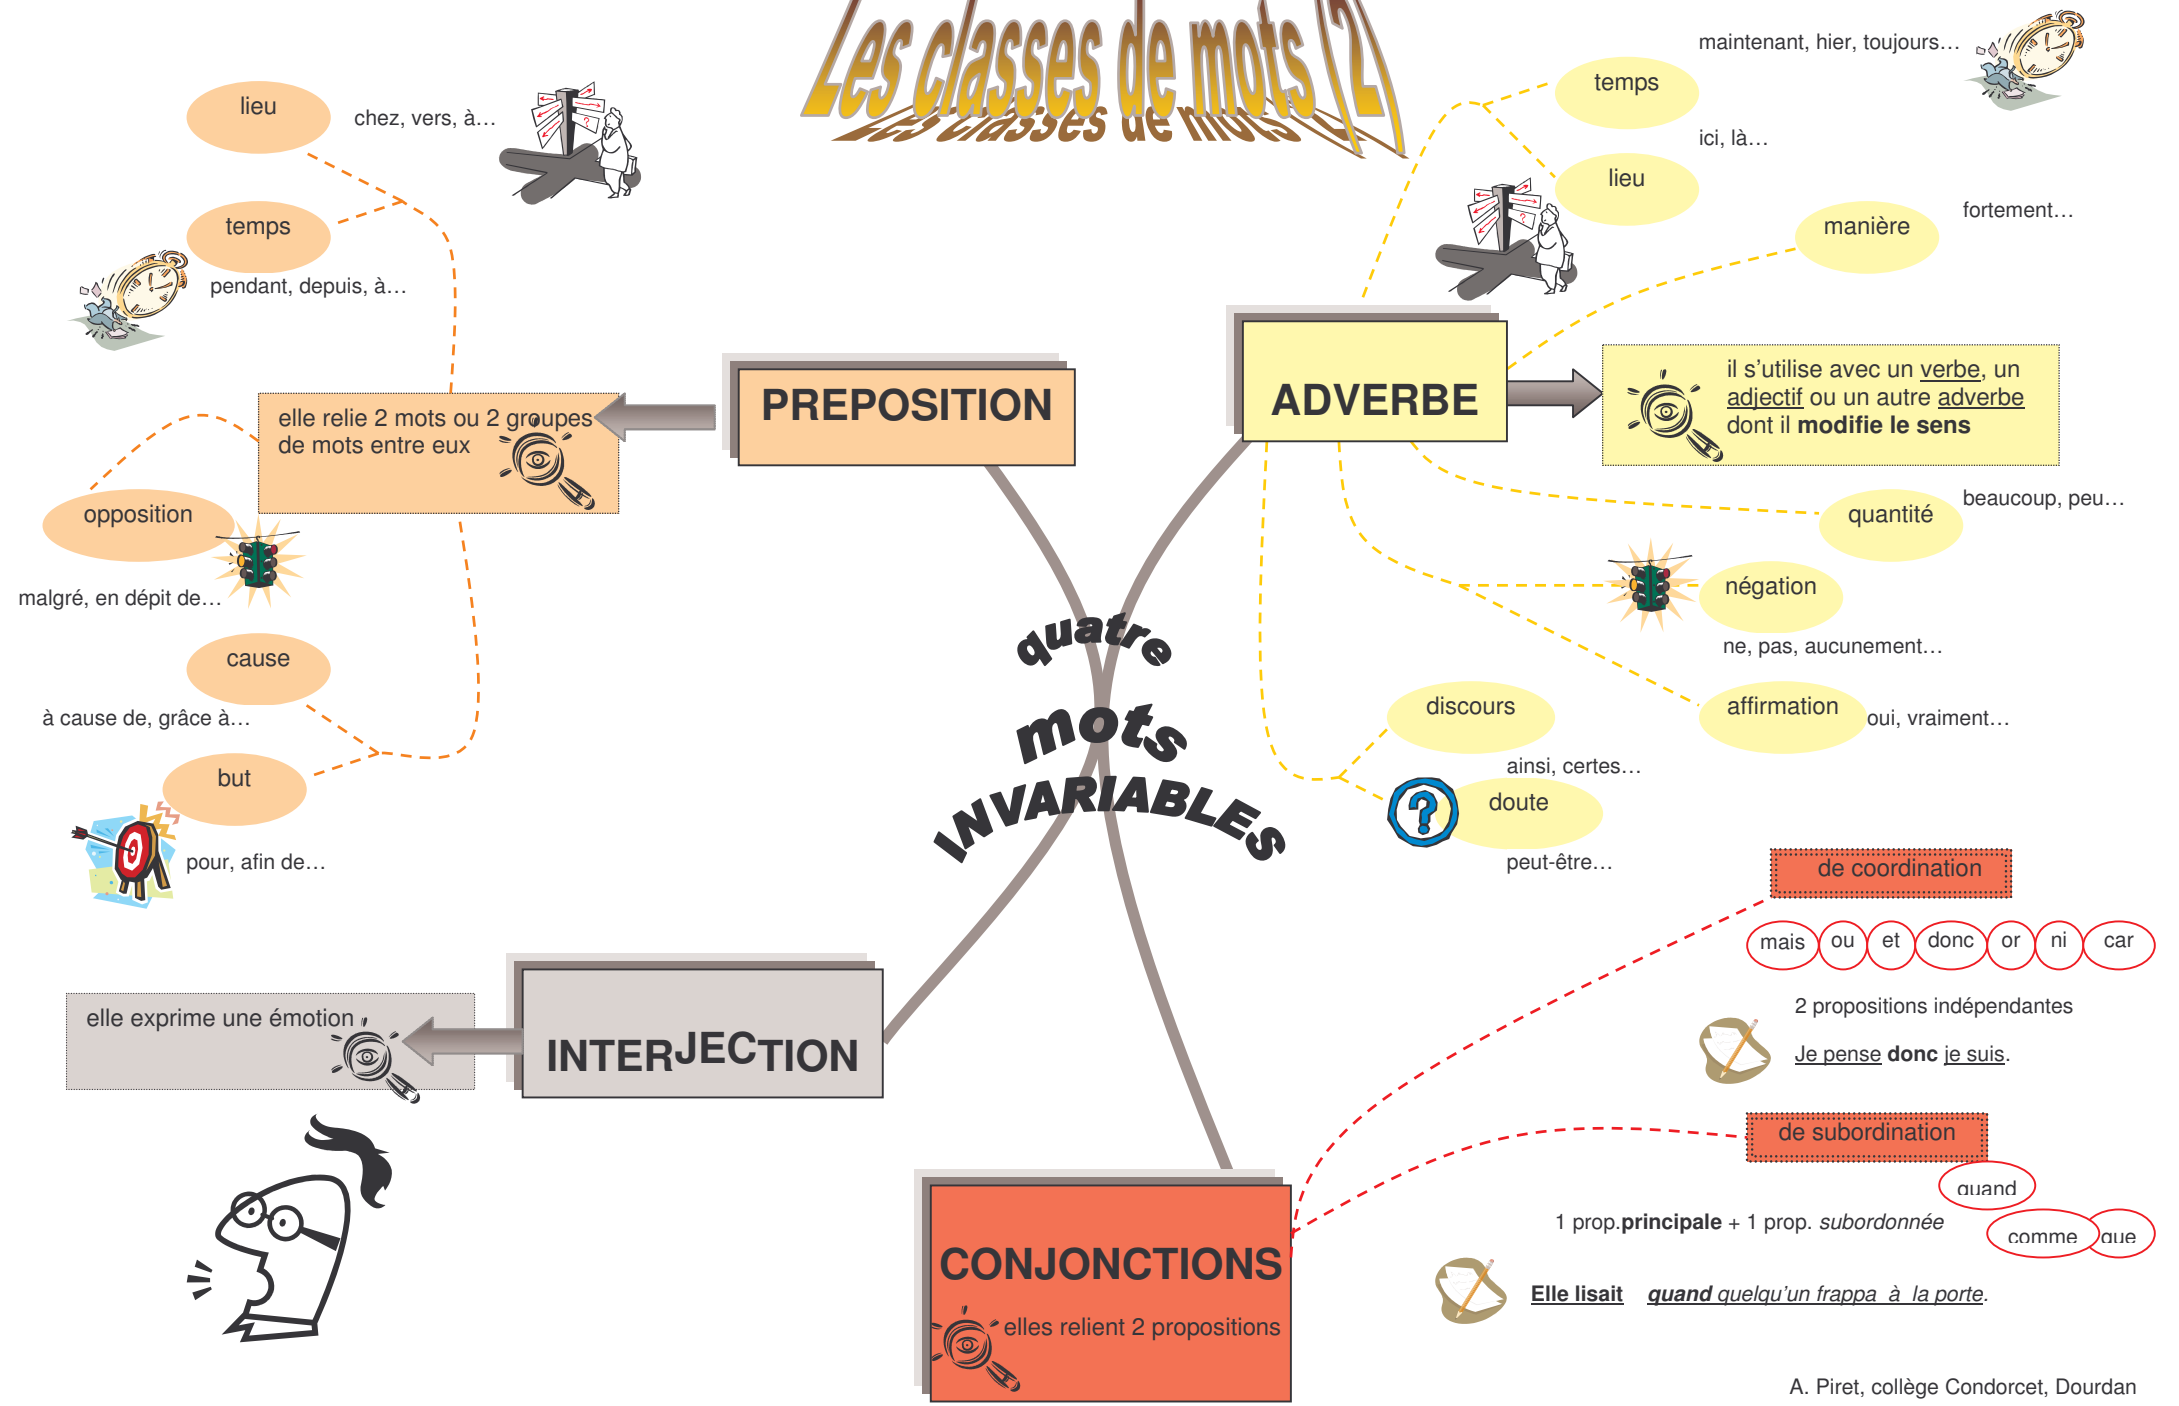 Les classes de mots (2)
lieu
chez, vers, à…
temps
pendant, depuis, à…
PREPOSITION
elle relie 2 mots ou 2 groupes
de mots entre eux
opposition
malgré, en dépit de…
cause
à cause de, grâce à…
but
pour, afin de…
maintenant, hier, toujours…
temps
ici, là…
lieu
manière
fortement…
ADVERBE
il s’utilise avec un verbe, un
adjectif ou un autre adverbe
dont il modifie le sens
quantité
beaucoup, peu…
négation
ne, pas, aucunement…
affirmation
oui, vraiment…
discours
ainsi, certes…
doute
peut-être…
quatre
mots
INVARIABLES
INTERJECTION
elle exprime une émotion
CONJONCTIONS
elles relient 2 propositions
de coordination
mais ou et donc or ni car
2 propositions indépendantes
Je pense donc je suis.
de subordination
quand
comme que
1 prop.principale + 1 prop. subordonnée
Elle lisait quand quelqu’un frappa à la porte.
A. Piret, collège Condorcet, Dourdan